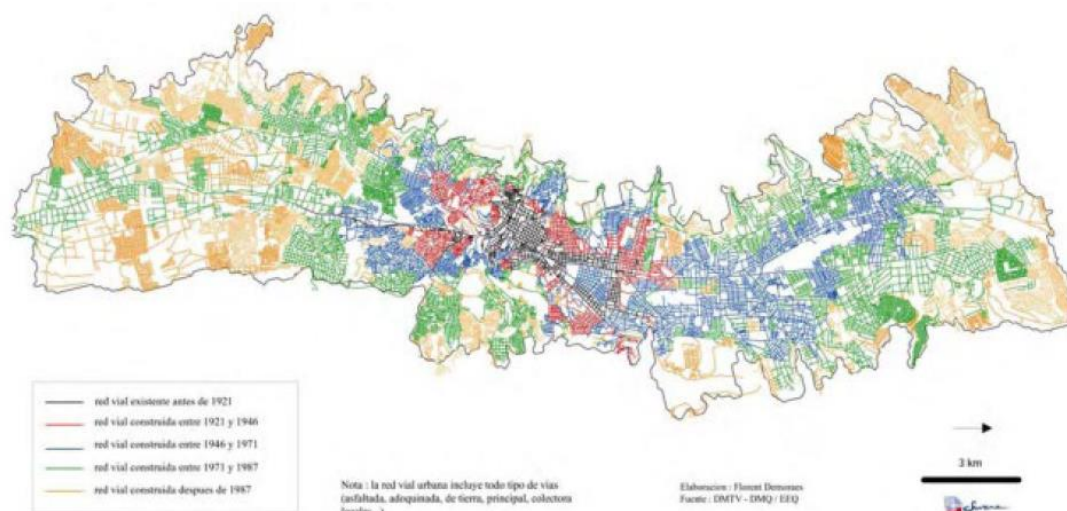 red vial existente antes de 1921
red vial construida entre 1921 y 1946
red vial construida entre 1946 y 1971
red vial construida entre 1971 y 1987
red vial construida despues de 1987
Nota : la red vial urbana incluye todo tipo de vias
(asfaltada, adoquinada, de tierra, principal, colectora
Elaboracion : Florent Demoraes
Fuente : DMTV - DMQ / EEQ
3 km